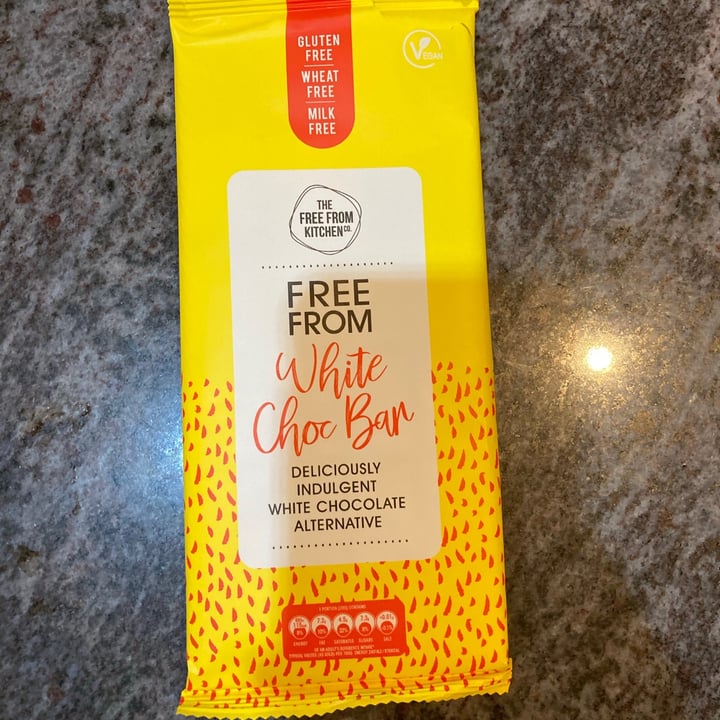 GLUTEN
FREE
WHEAT
FREE
MILK
FREE
VEGAN
THE
FREE FROM
KITCHEN CO.
FREE
FROM
White
Choc Bar
DELICIOUSLY
INDULGENT
WHITE CHOCOLATE
ALTERNATIVE
ENERGY FAT SATURATES SUGARS SALT